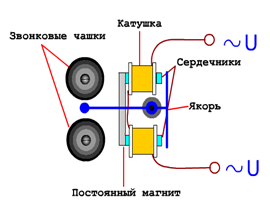 Катушка
Звонковые чашки
~U
Сердечники
Якорь
~U
Постоянный магнит